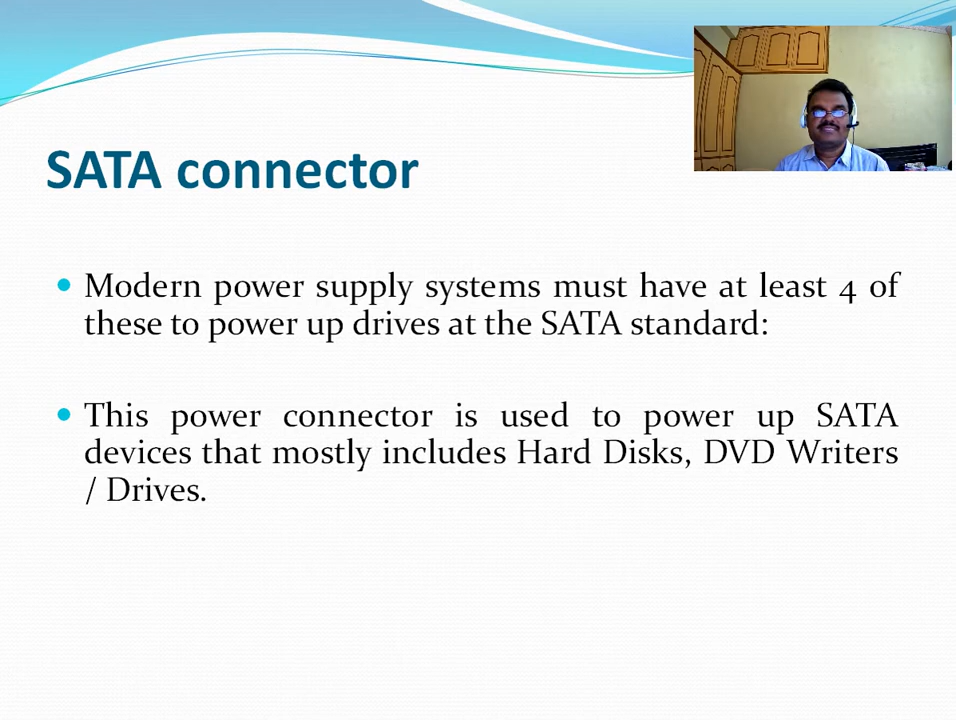 SATA connector
Modern power supply systems must have at least 4 of
these to power up drives at the SATA standard:
This power connector is used to power up SATA
devices that mostly includes Hard Disks, DVD Writers
/ Drives.